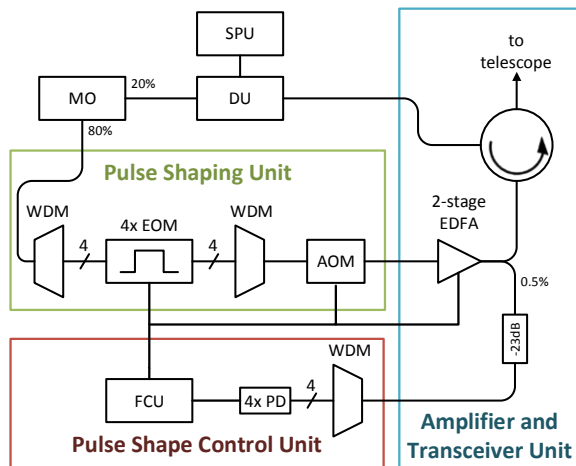 SPU
to
telescope
MO
20%
DU
80%
Pulse Shaping Unit
WDM
4
4x EOM
4
WDM
AOM
2-stage
EDFA
0.5%
-23dB
WDM
FCU
4x PD
4
Pulse Shape Control Unit
Amplifier and
Transceiver Unit